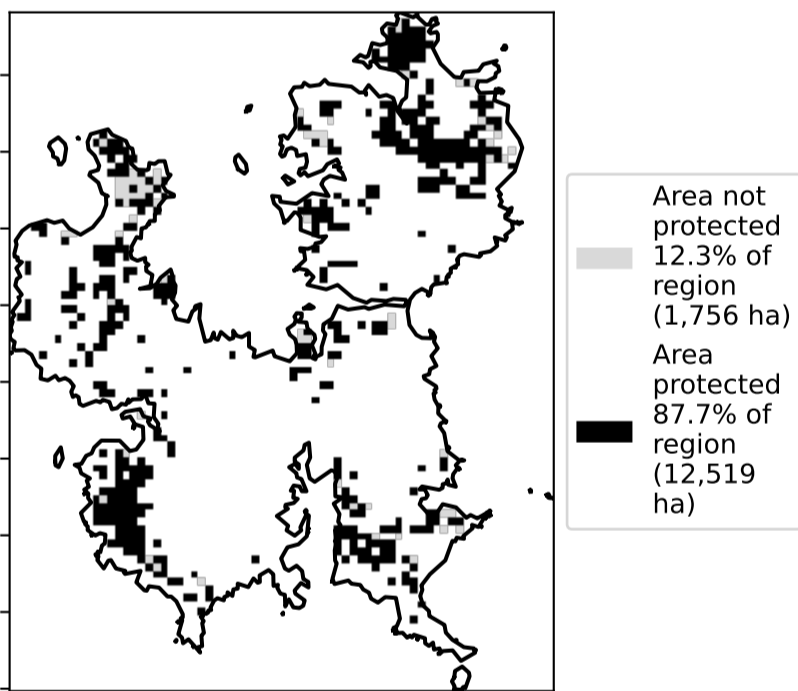 Area not
protected
12.3% of
region
(1,756 ha)
Area
protected
87.7% of
region
(12,519
ha)